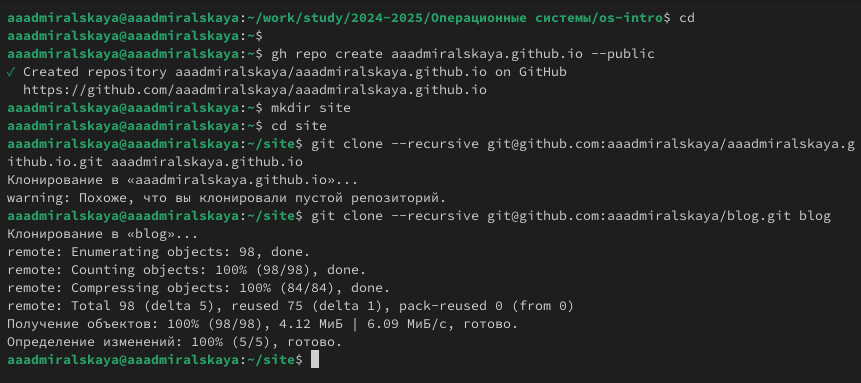 aaadmiralskaya@aaadmiralskaya:~/work/study/2024-2025/Операционные системы/os-intro$ cd
aaadmiralskaya@aaadmiralskaya:~$
aaadmiralskaya@aaadmiralskaya:~$ gh repo create aaadmiralskaya.github.io --public
✓ Created repository aaadmiralskaya/aaadmiralskaya.github.io on GitHub
  https://github.com/aaadmiralskaya/aaadmiralskaya.github.io
aaadmiralskaya@aaadmiralskaya:~$ mkdir site
aaadmiralskaya@aaadmiralskaya:~$ cd site
aaadmiralskaya@aaadmiralskaya:~/site$ git clone --recursive git@github.com:aaadmiralskaya/aaadmiralskaya.g
ithub.io.git aaadmiralskaya.github.io
Клонирование в «aaadmiralskaya.github.io»...
warning: Похоже, что вы клонировали пустой репозиторий.
aaadmiralskaya@aaadmiralskaya:~/site$ git clone --recursive git@github.com:aaadmiralskaya/blog.git blog
Клонирование в «blog»...
remote: Enumerating objects: 98, done.
remote: Counting objects: 100% (98/98), done.
remote: Compressing objects: 100% (84/84), done.
remote: Total 98 (delta 5), reused 75 (delta 1), pack-reused 0 (from 0)
Получение объектов: 100% (98/98), 4.12 МиБ | 6.09 МиБ/с, готово.
Определение изменений: 100% (5/5), готово.
aaadmiralskaya@aaadmiralskaya:~/site$